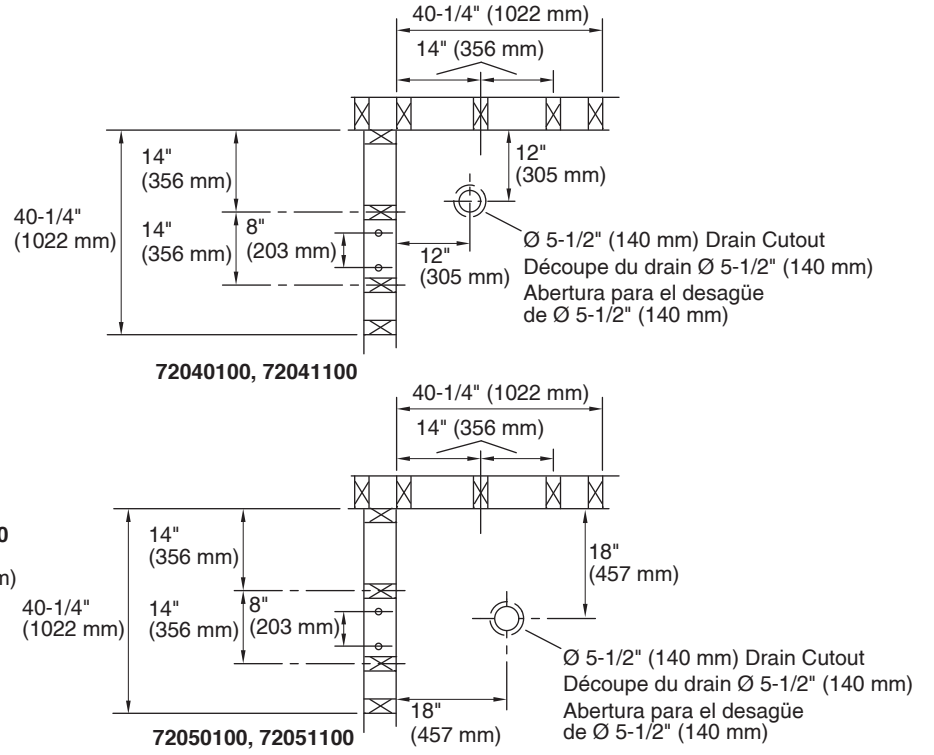 40-1/4" (1022 mm)
14" (356 mm)
14"
(356 mm)
12"
(305 mm)
40-1/4"
(1022 mm)
14"
(356 mm)
8"
(203 mm)
12"
(305 mm)
Ø 5-1/2" (140 mm) Drain Cutout
Découpe du drain Ø 5-1/2" (140 mm)
Abertura para el desagüe
de Ø 5-1/2" (140 mm)
72040100, 72041100
40-1/4" (1022 mm)
14" (356 mm)
0
m)
14"
(356 mm)
18"
(457 mm)
40-1/4"
(1022 mm)
14"
(356 mm)
8"
(203 mm)
18"
(457 mm)
Ø 5-1/2" (140 mm) Drain Cutout
Découpe du drain Ø 5-1/2" (140 mm)
Abertura para el desagüe
de Ø 5-1/2" (140 mm)
72050100, 72051100